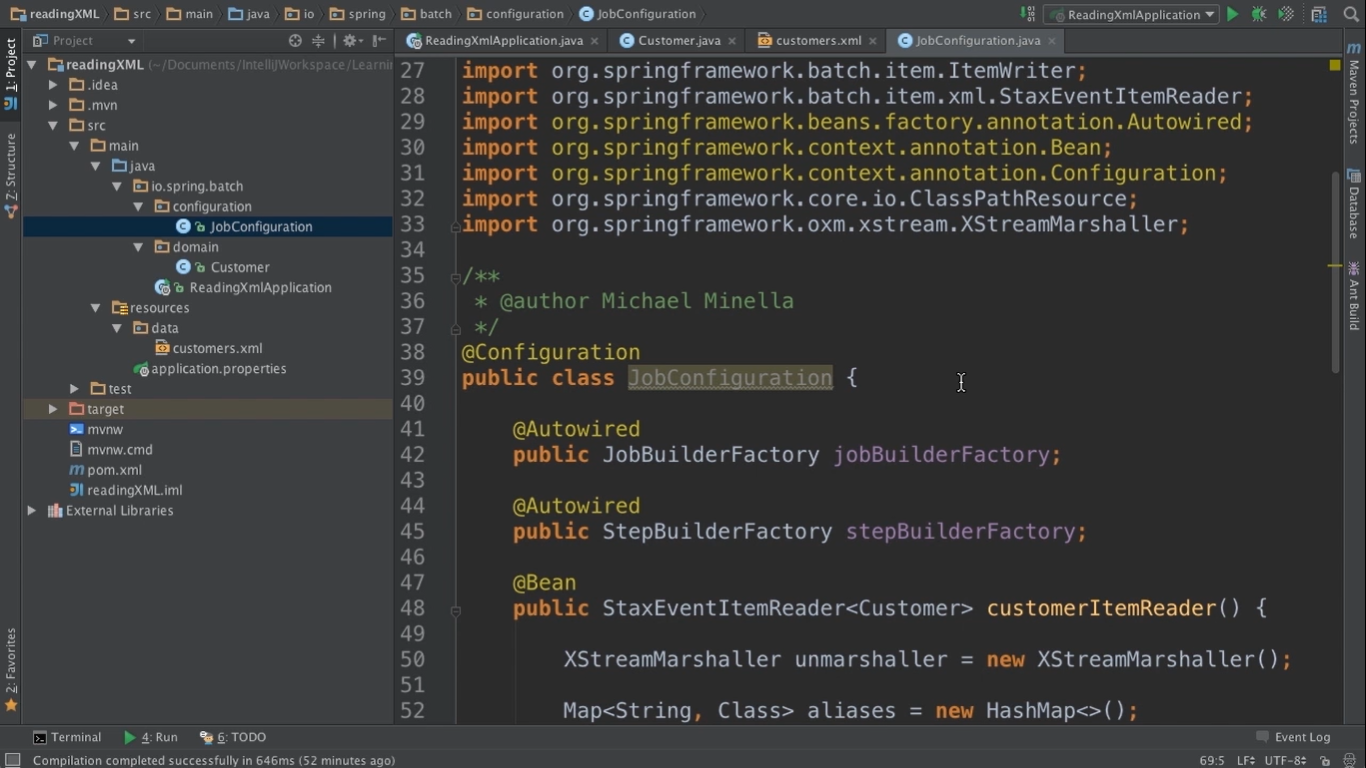 readingXML src main java io spring batch configuration JobConfiguration ReadingXmlApplication
1: Project
Z: Structure
2: Favorites
Project
readingXML (~/Documents/IntelliJWorkspace/Learni
.idea
.mvn
src
main
java
io.spring.batch
configuration
JobConfiguration
domain
Customer
ReadingXmlApplication
resources
data
customers.xml
application.properties
test
target
mvnw
mvnw.cmd
pom.xml
readingXML.iml
External Libraries
ReadingXmlApplication.java Customer.java customers.xml JobConfiguration.java
27 import org.springframework.batch.item.ItemWriter;
28 import org.springframework.batch.item.xml.StaxEventItemReader;
29 import org.springframework.beans.factory.annotation.Autowired;
30 import org.springframework.context.annotation.Bean;
31 import org.springframework.context.annotation.Configuration;
32 import org.springframework.core.io.ClassPathResource;
33 import org.springframework.oxm.xstream.XStreamMarshaller;
34
35 /**
36 * @author Michael Minella
37 */
38 @Configuration
39 public class JobConfiguration {
40
41 @Autowired
42 public JobBuilderFactory jobBuilderFactory;
43
44 @Autowired
45 public StepBuilderFactory stepBuilderFactory;
46
47 @Bean
48 public StaxEventItemReader<Customer> customerItemReader() {
49
50 XStreamMarshaller unmarshaller = new XStreamMarshaller();
51
52 Map<String, Class> aliases = new HashMap<>();
Maven Projects
Database
Ant Build
Terminal 4: Run 6: TODO Event Log
Compilation completed successfully in 646ms (52 minutes ago) 69:5 LF UTF-8